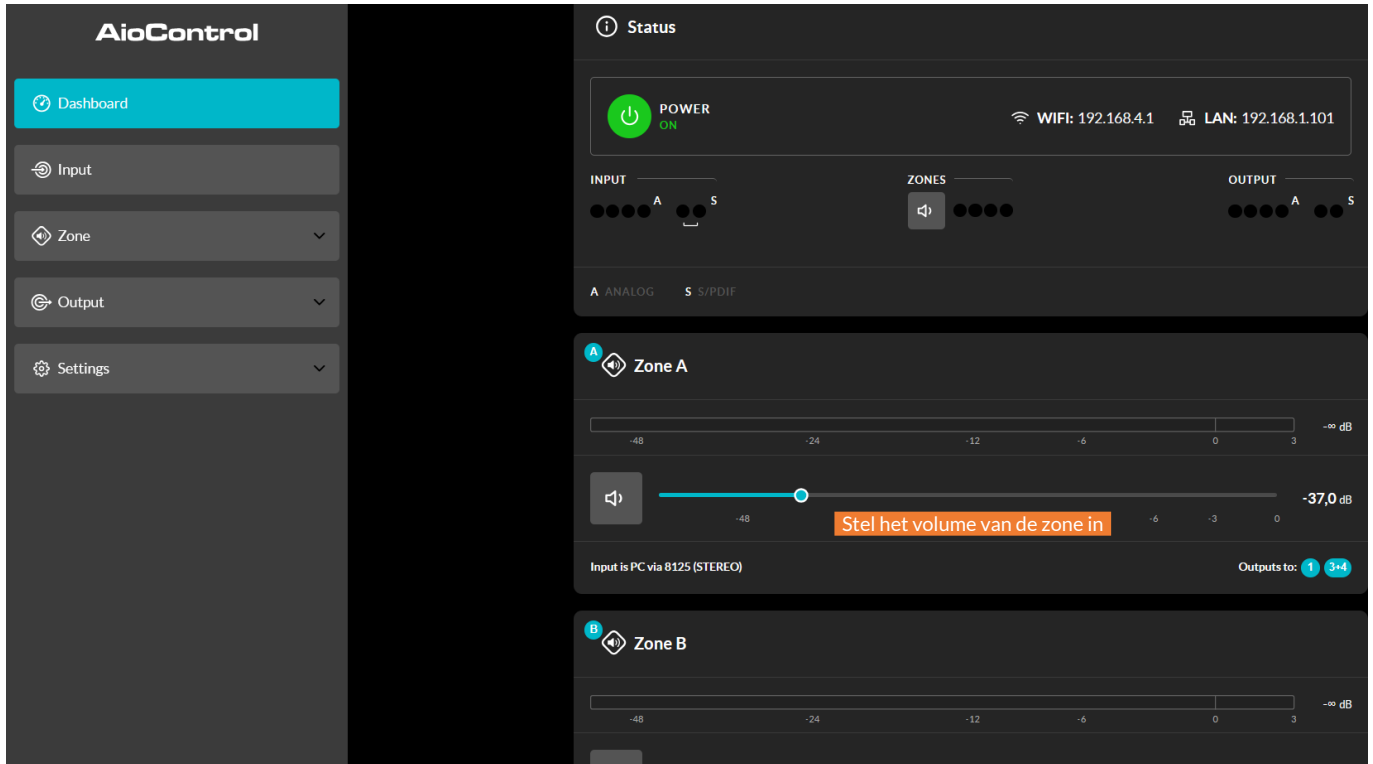 AioControl
Dashboard
Input
Zone
Output
Settings
Status
POWER
ON
WIFI: 192.168.4.1
LAN: 192.168.1.101
INPUT
A
S
ZONES
OUTPUT
A
S
A ANALOG
S S/PDIF
A
Zone A
-48 -24 -12 -6 0 3
-∞ dB
-37,0 dB
-48 -6 -3 0
Stel het volume van de zone in
Input is PC via 8125 (STEREO)
Outputs to: 1 3+4
B
Zone B
-48 -24 -12 -6 0 3
-∞ dB